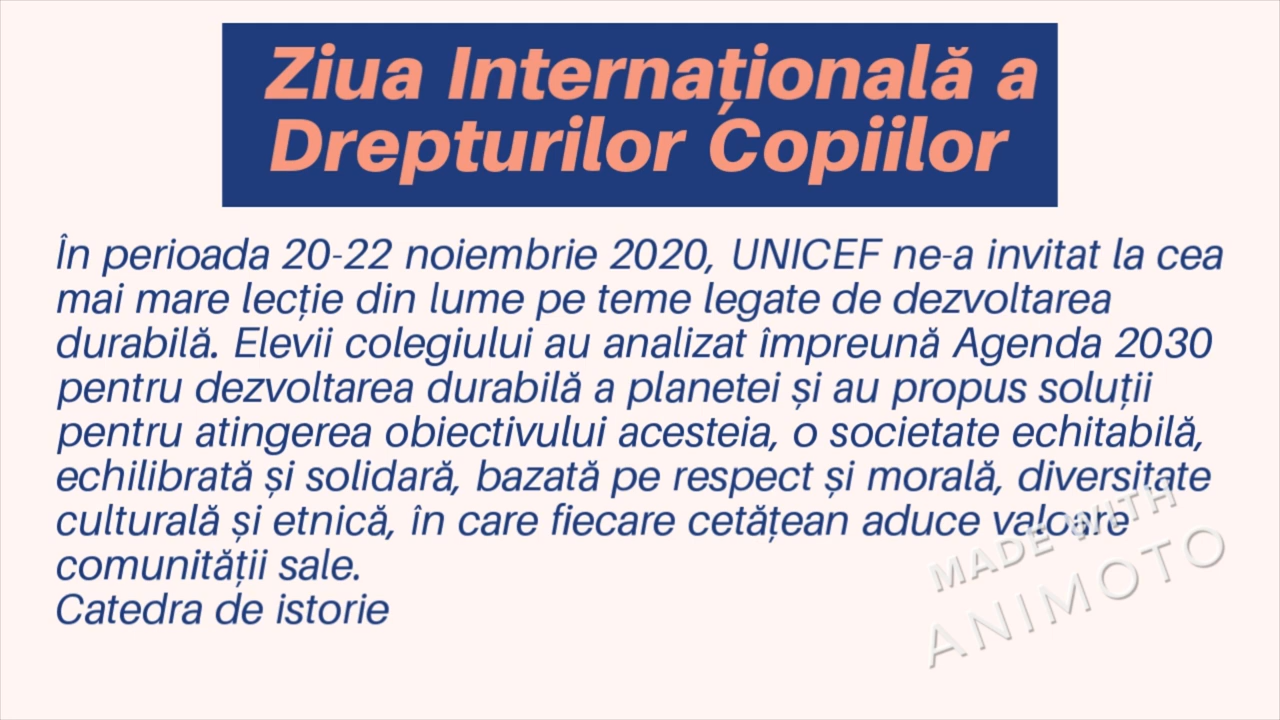 Ziua Internațională a
Drepturilor Copiilor
În perioada 20-22 noiembrie 2020, UNICEF ne-a invitat la cea
mai mare lecție din lume pe teme legate de dezvoltarea
durabilă. Elevii colegiului au analizat împreună Agenda 2030
pentru dezvoltarea durabilă a planetei și au propus soluții
pentru atingerea obiectivului acesteia, o societate echitabilă,
echilibrată și solidară, bazată pe respect și morală, diversitate
culturală și etnică, în care fiecare cetățean aduce valoare
comunității sale.
Catedra de istorie
MADE WITH
ANIMOTO